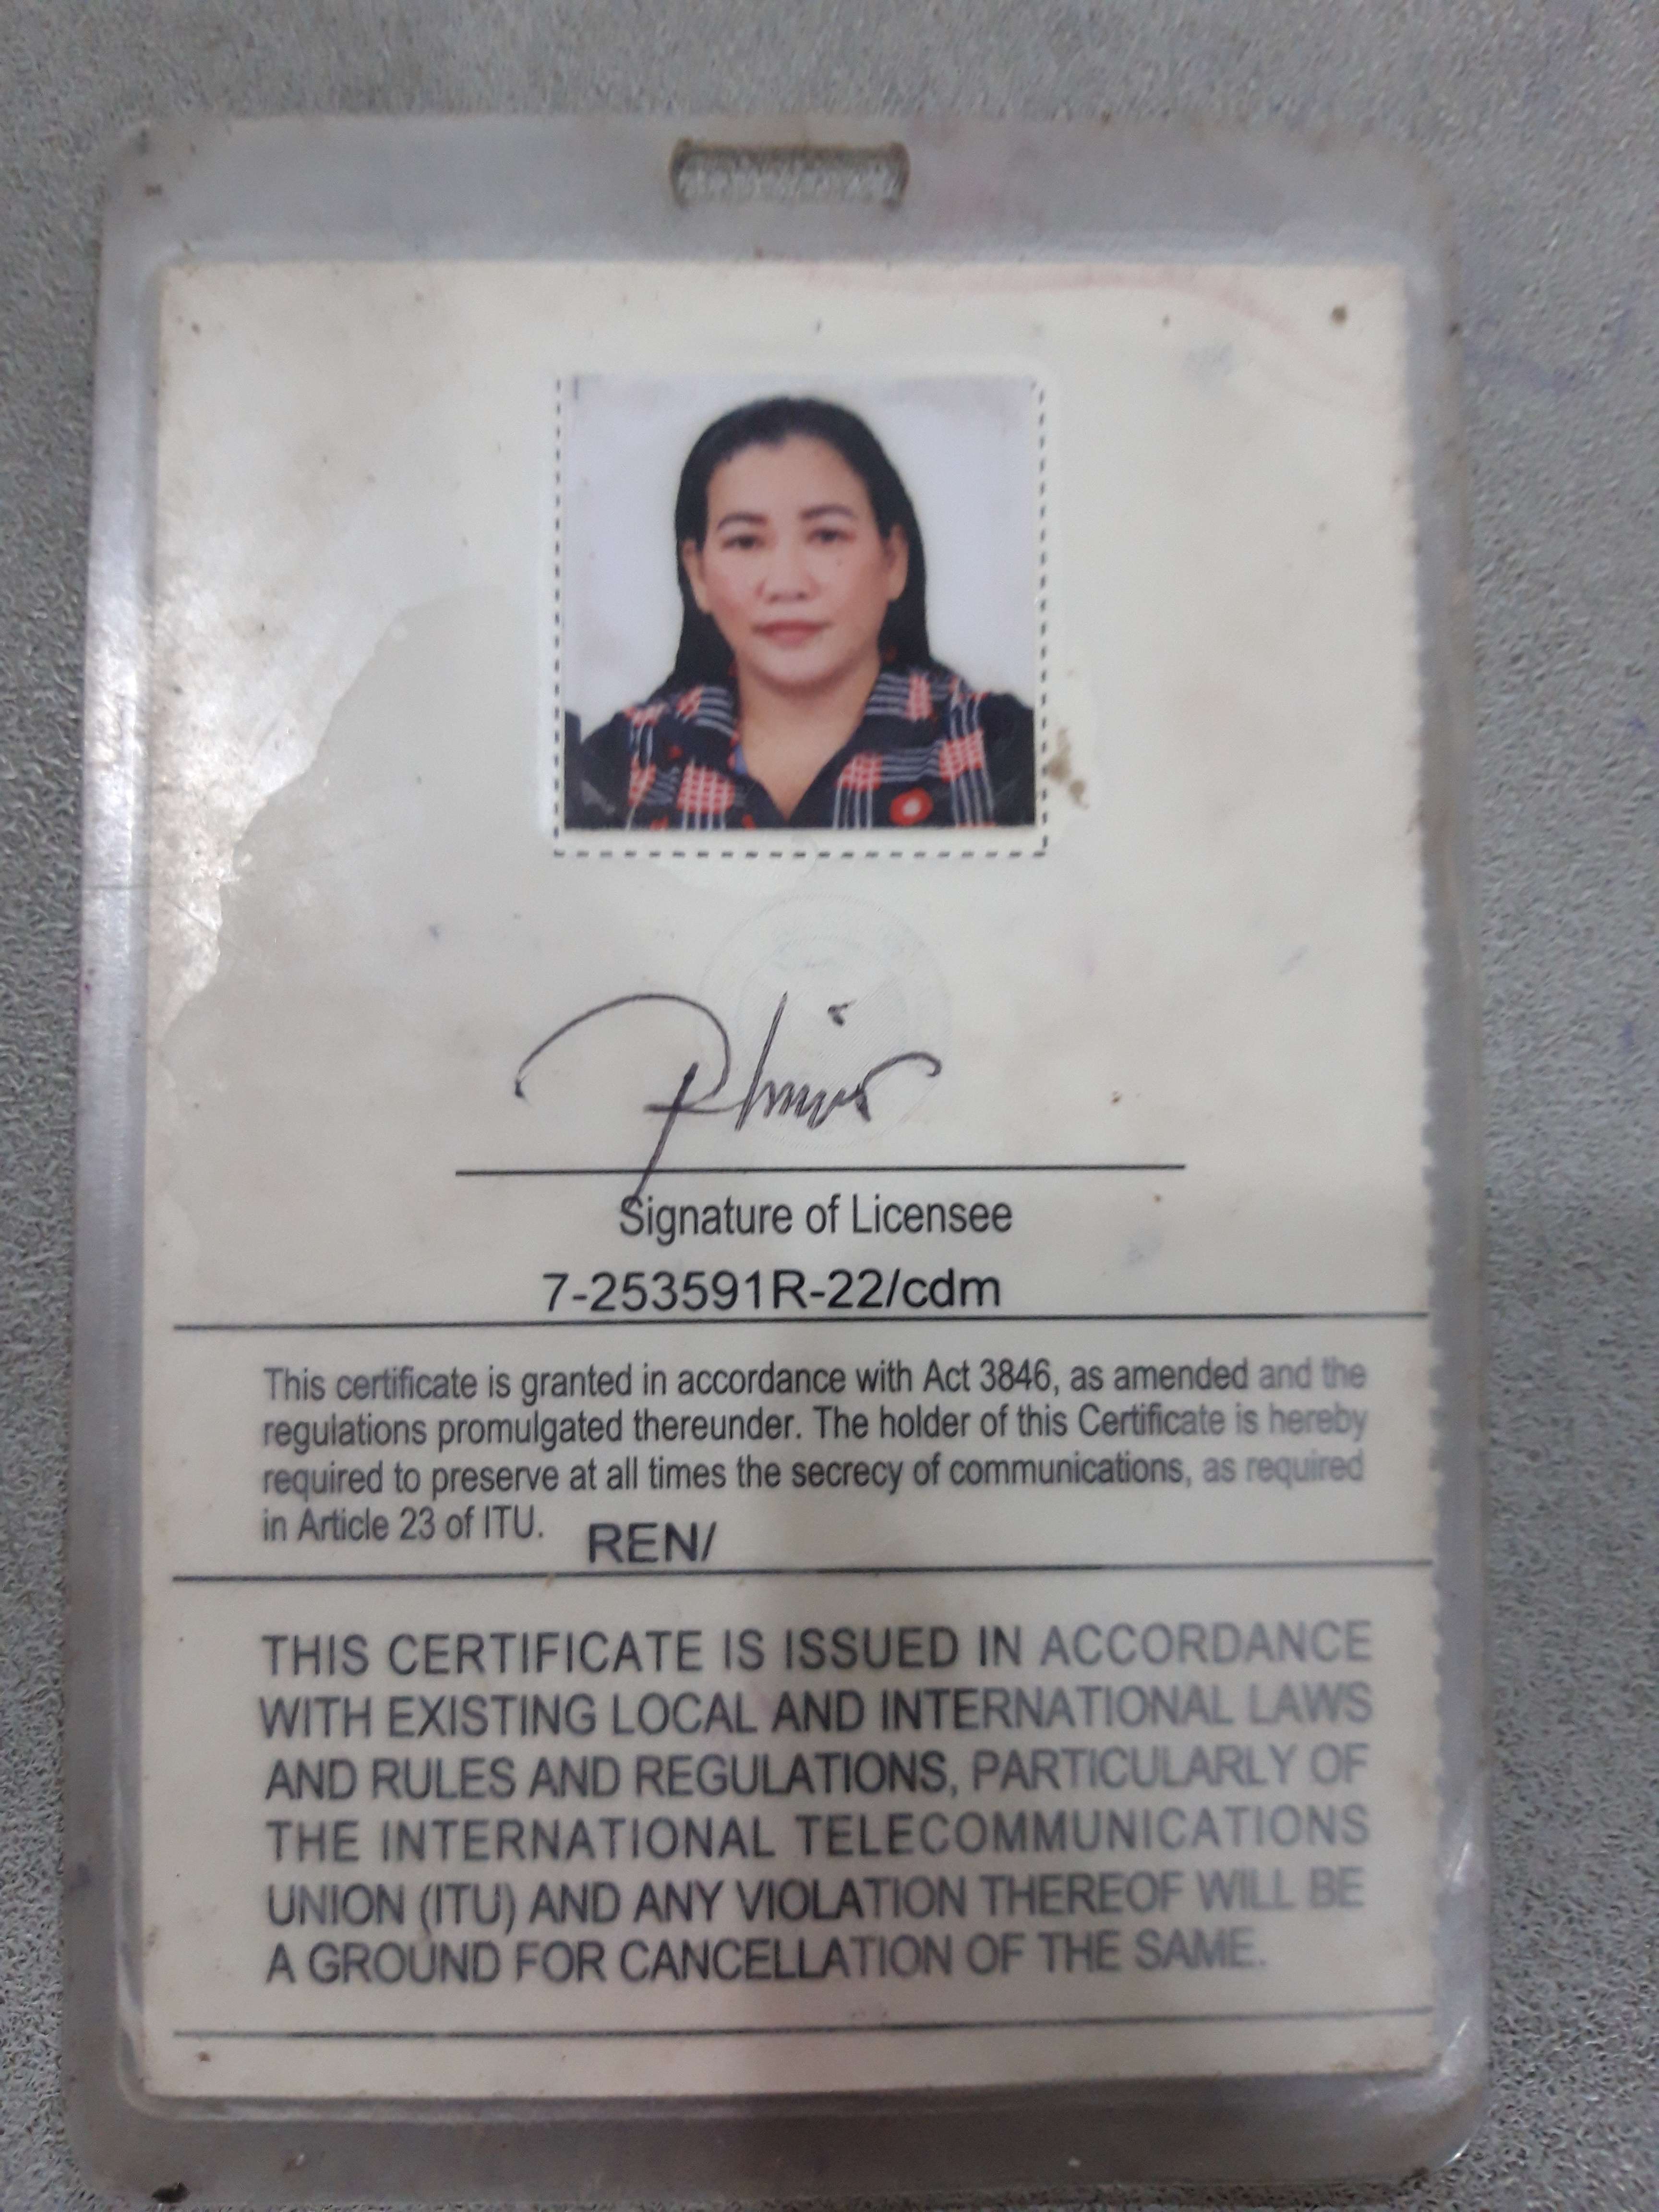 Signature of Licensee
7-253591R-22/cdm
This certificate is granted in accordance with Act 3846, as amended and the
regulations promulgated thereunder. The holder of this Certificate is hereby
required to preserve at all times the secrecy of communications, as required
in Article 23 of ITU.
REN/
THIS CERTIFICATE IS ISSUED IN ACCORDANCE
WITH EXISTING LOCAL AND INTERNATIONAL LAWS
AND RULES AND REGULATIONS, PARTICULARLY OF
THE INTERNATIONAL TELECOMMUNICATIONS
UNION (ITU) AND ANY VIOLATION THEREOF WILL BE
A GROUND FOR CANCELLATION OF THE SAME.